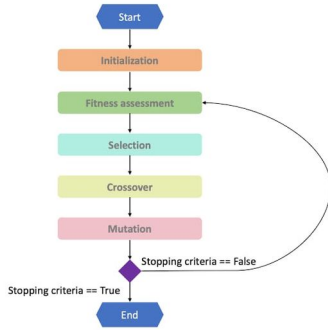 Start
Initialization
Fitness assessment
Selection
Crossover
Mutation
Stopping criteria == False
Stopping criteria == True
End